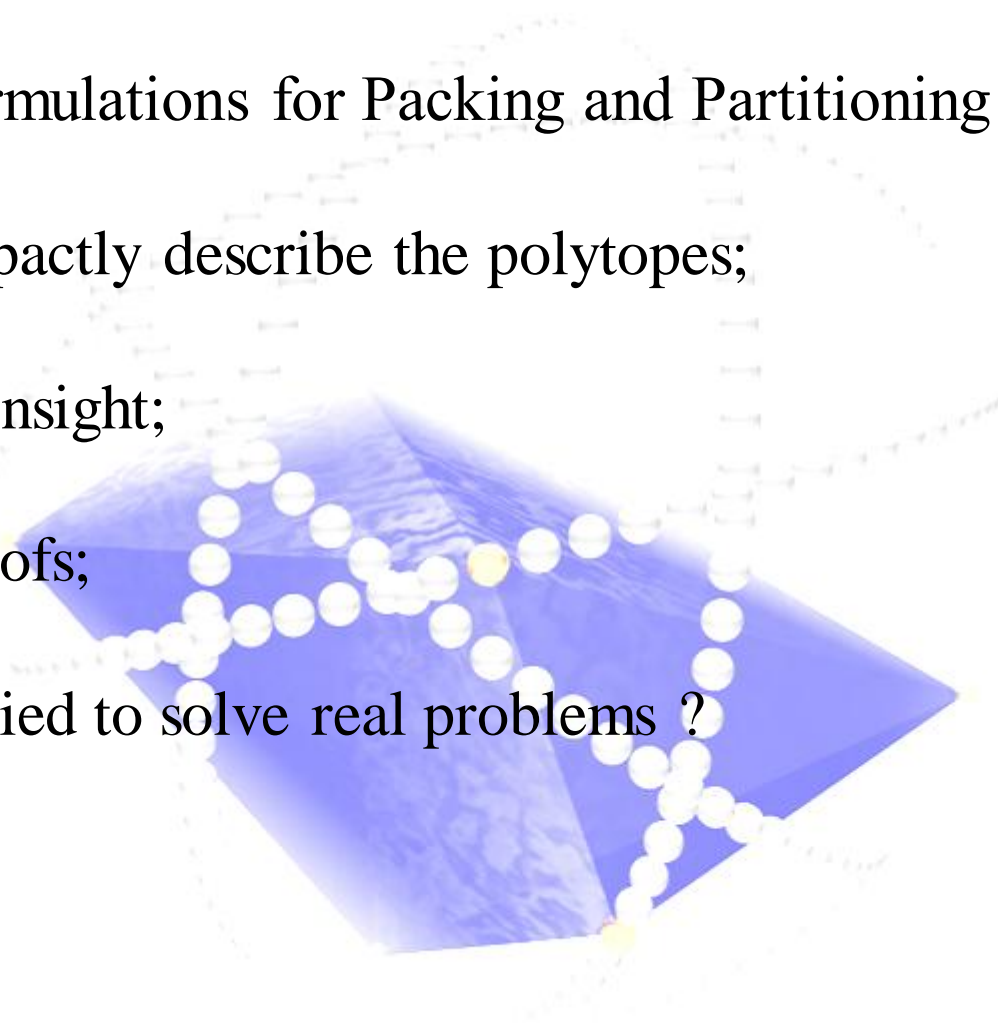 rmulations for Packing and Partitioning
pactly describe the polytopes;
nsight;
ofs;
ied to solve real problems ?